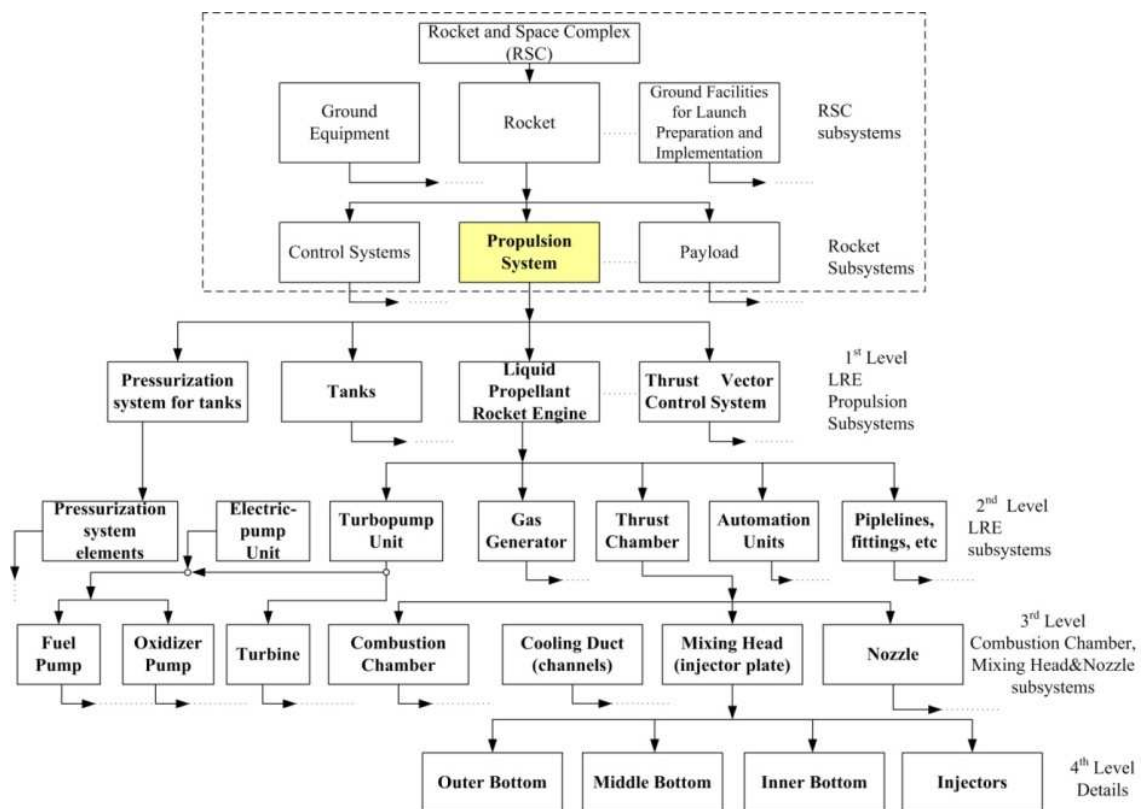 Rocket and Space Complex
(RSC)
Ground
Equipment
Rocket
Ground Facilities
for Launch
Preparation and
Implementation
RSC
subsystems
Control Systems
Propulsion
System
Payload
Rocket
Subsystems
Pressurization
system for tanks
Tanks
Liquid
Propellant
Rocket Engine
Thrust Vector
Control System
1st Level
LRE
Propulsion
Subsystems
Pressurization
system
elements
Electric-
pump Unit
Turbopump
Unit
Gas
Generator
Thrust
Chamber
Automation
Units
Piplelines,
fittings, etc
2nd Level
LRE
subsystems
Fuel
Pump
Oxidizer
Pump
Turbine
Combustion
Chamber
Cooling Duct
(channels)
Mixing Head
(injector plate)
Nozzle
3rd Level
Combustion Chamber,
Mixing Head&Nozzle
subsystems
Outer Bottom
Middle Bottom
Inner Bottom
Injectors
4th Level
Details